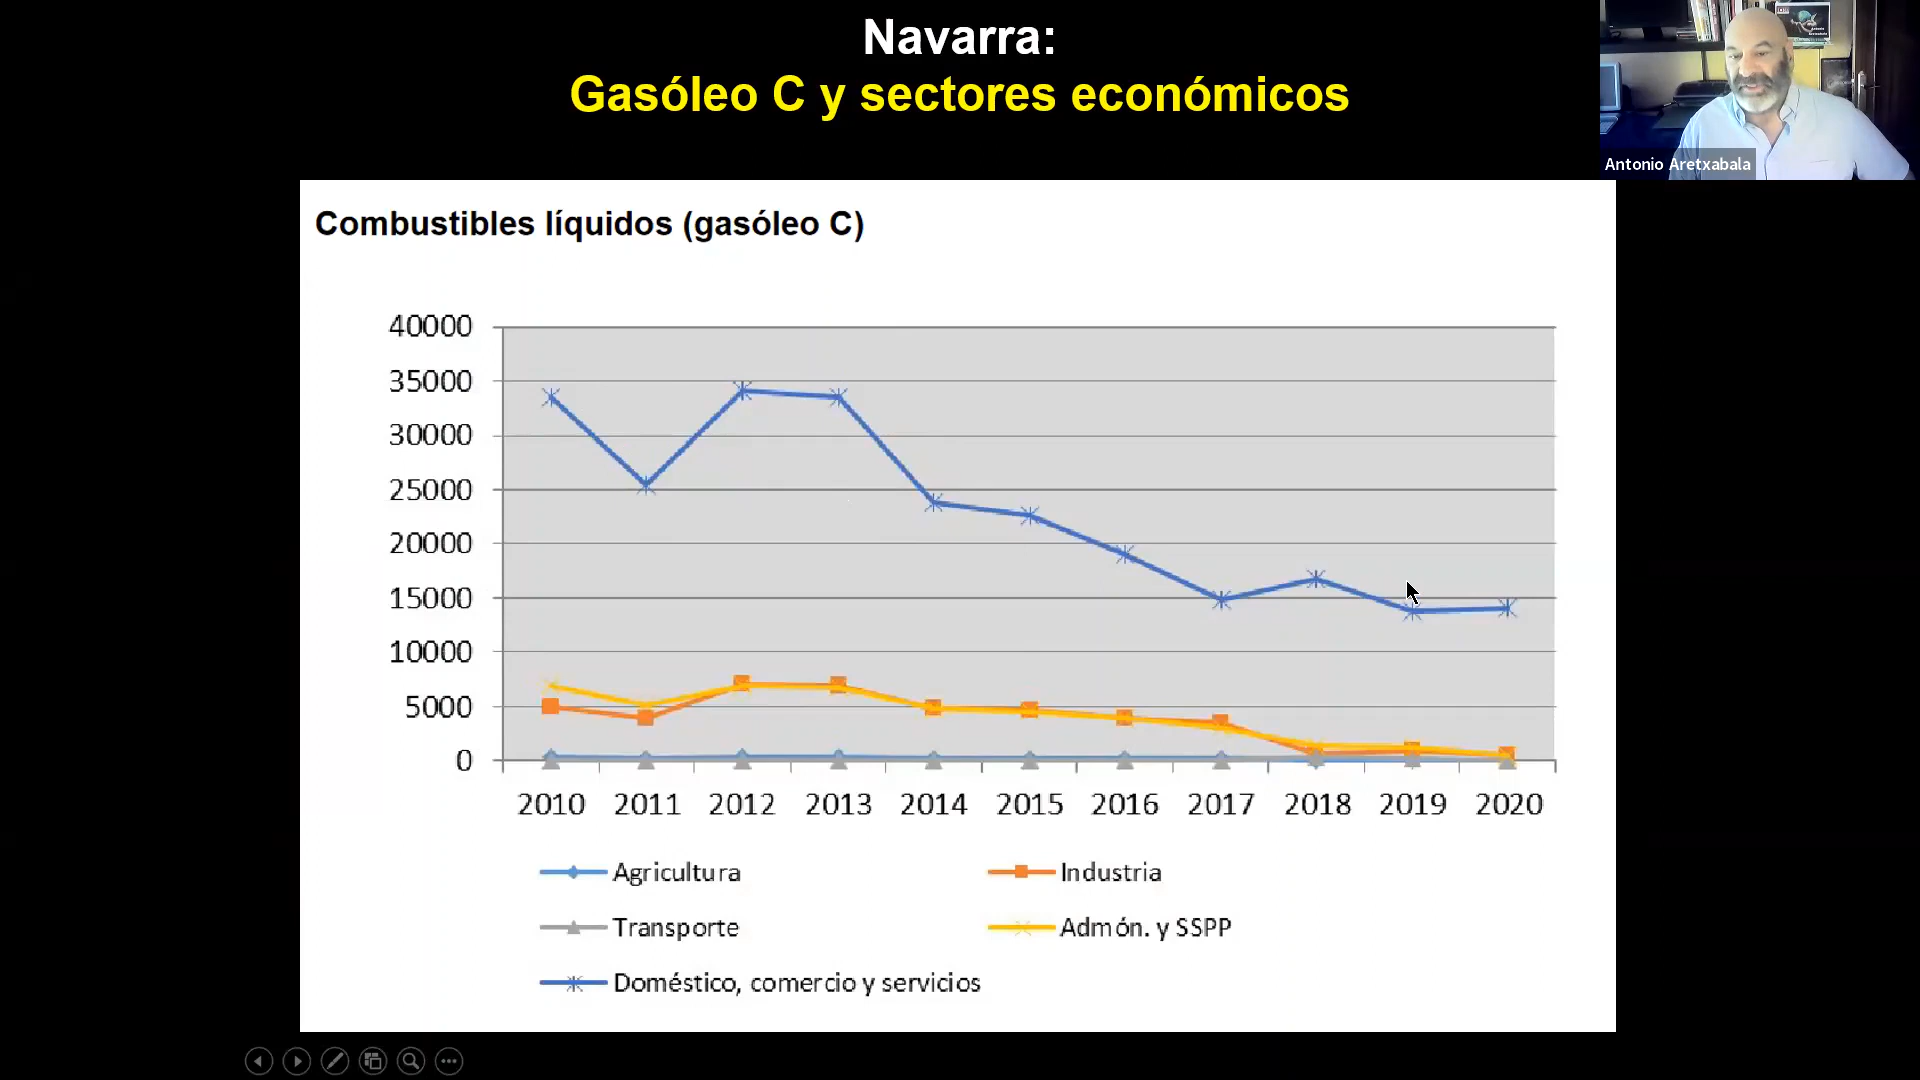 Navarra:
Gasóleo C y sectores económicos
Antonio Aretxabala
Combustibles líquidos (gasóleo C)
40000
35000
30000
25000
20000
15000
10000
5000
0
2010 2011 2012 2013 2014 2015 2016 2017 2018 2019 2020
Agricultura Industria
Transporte Admón. y SSPP
Doméstico, comercio y servicios